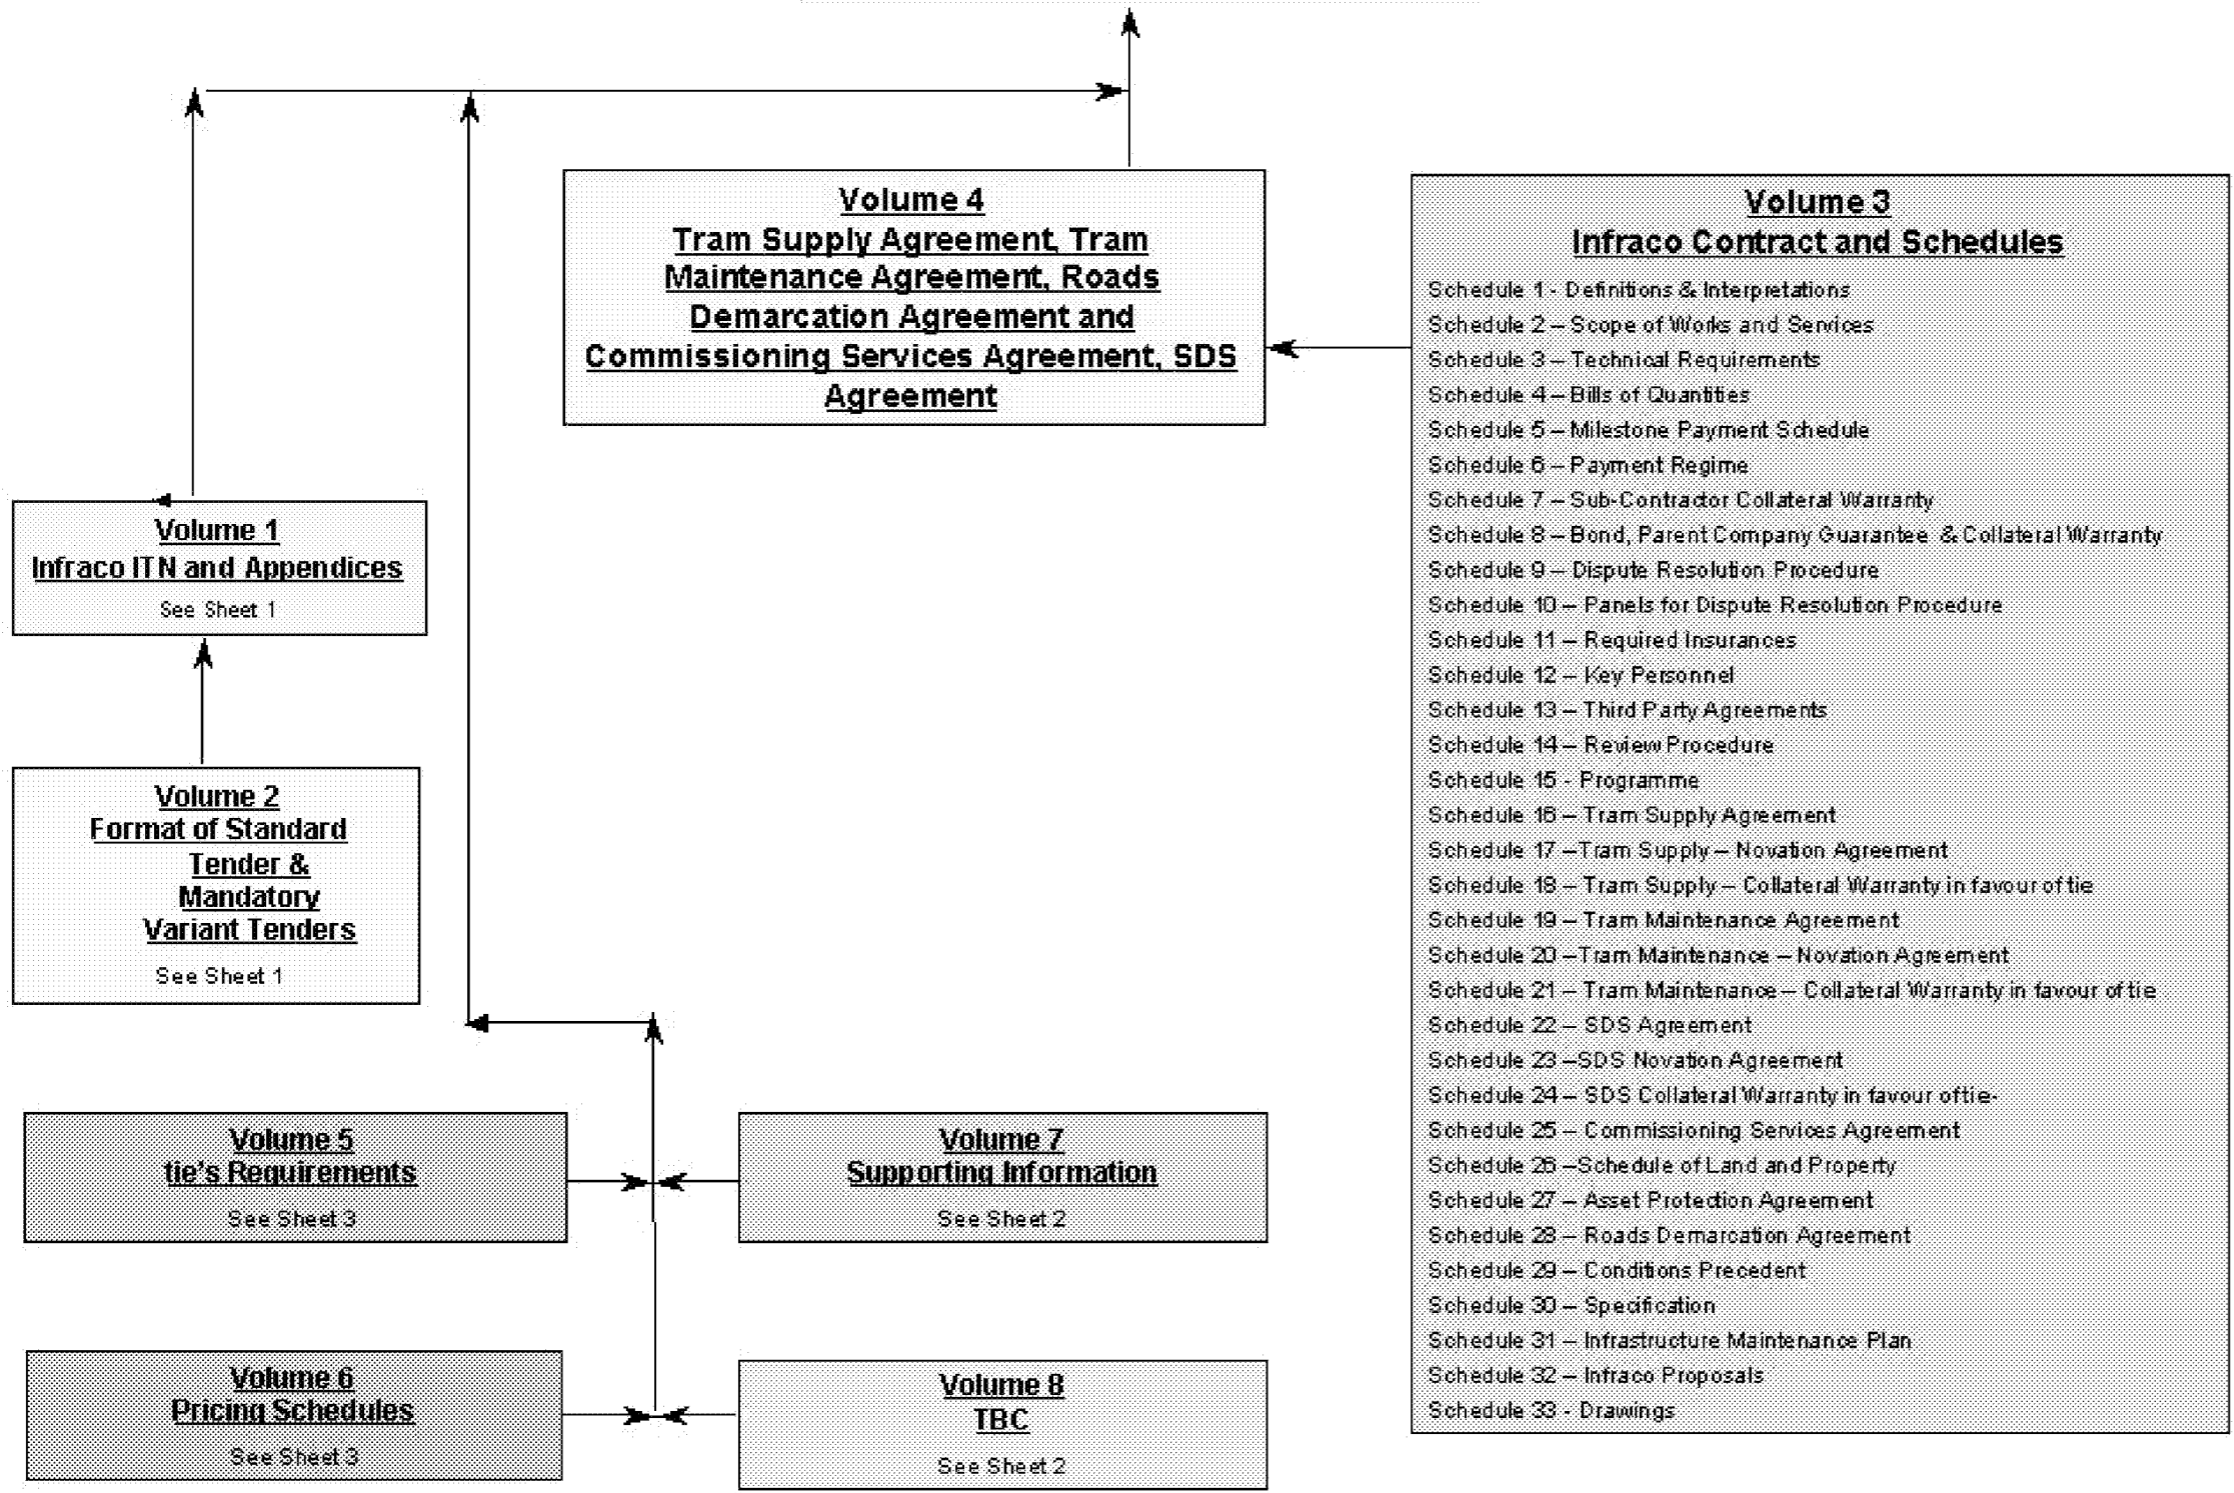 Volume 4
Tram Supply Agreement, Tram
Maintenance Agreement, Roads
Demarcation Agreement and
Commissioning Services Agreement, SDS
Agreement
Volume 3
Infraco Contract and Schedules
Schedule 1 - Definitions & Interpretations
Schedule 2 – Scope of Works and Services
Schedule 3 – Technical Requirements
Schedule 4 – Bills of Quantities
Schedule 5 – Milestone Payment Schedule
Schedule 6 – Payment Regime
Schedule 7 – Sub-Contractor Collateral Warranty
Schedule 8 – Bond, Parent Company Guarantee & Collateral Warranty
Schedule 9 – Dispute Resolution Procedure
Schedule 10 – Panels for Dispute Resolution Procedure
Schedule 11 – Required Insurances
Schedule 12 – Key Personnel
Schedule 13 – Third Party Agreements
Schedule 14 – Review Procedure
Schedule 15 - Programme
Schedule 16 – Tram Supply Agreement
Schedule 17 –Tram Supply – Novation Agreement
Schedule 18 – Tram Supply – Collateral Warranty in favour of tie
Schedule 19 – Tram Maintenance Agreement
Schedule 20 –Tram Maintenance – Novation Agreement
Schedule 21 – Tram Maintenance – Collateral Warranty in favour of tie
Schedule 22 – SDS Agreement
Schedule 23 –SDS Novation Agreement
Schedule 24 – SDS Collateral Warranty in favour of tie-
Schedule 25 – Commissioning Services Agreement
Schedule 26 –Schedule of Land and Property
Schedule 27 – Asset Protection Agreement
Schedule 28 – Roads Demarcation Agreement
Schedule 29 – Conditions Precedent
Schedule 30 – Specification
Schedule 31 – Infrastructure Maintenance Plan
Schedule 32 – Infraco Proposals
Schedule 33 - Drawings
Volume 1
Infraco ITN and Appendices
See Sheet 1
Volume 2
Format of Standard
Tender &
Mandatory
Variant Tenders
See Sheet 1
Volume 5
tie's Requirements
See Sheet 3
Volume 7
Supporting Information
See Sheet 2
Volume 6
Pricing Schedules
See Sheet 3
Volume 8
TBC
See Sheet 2